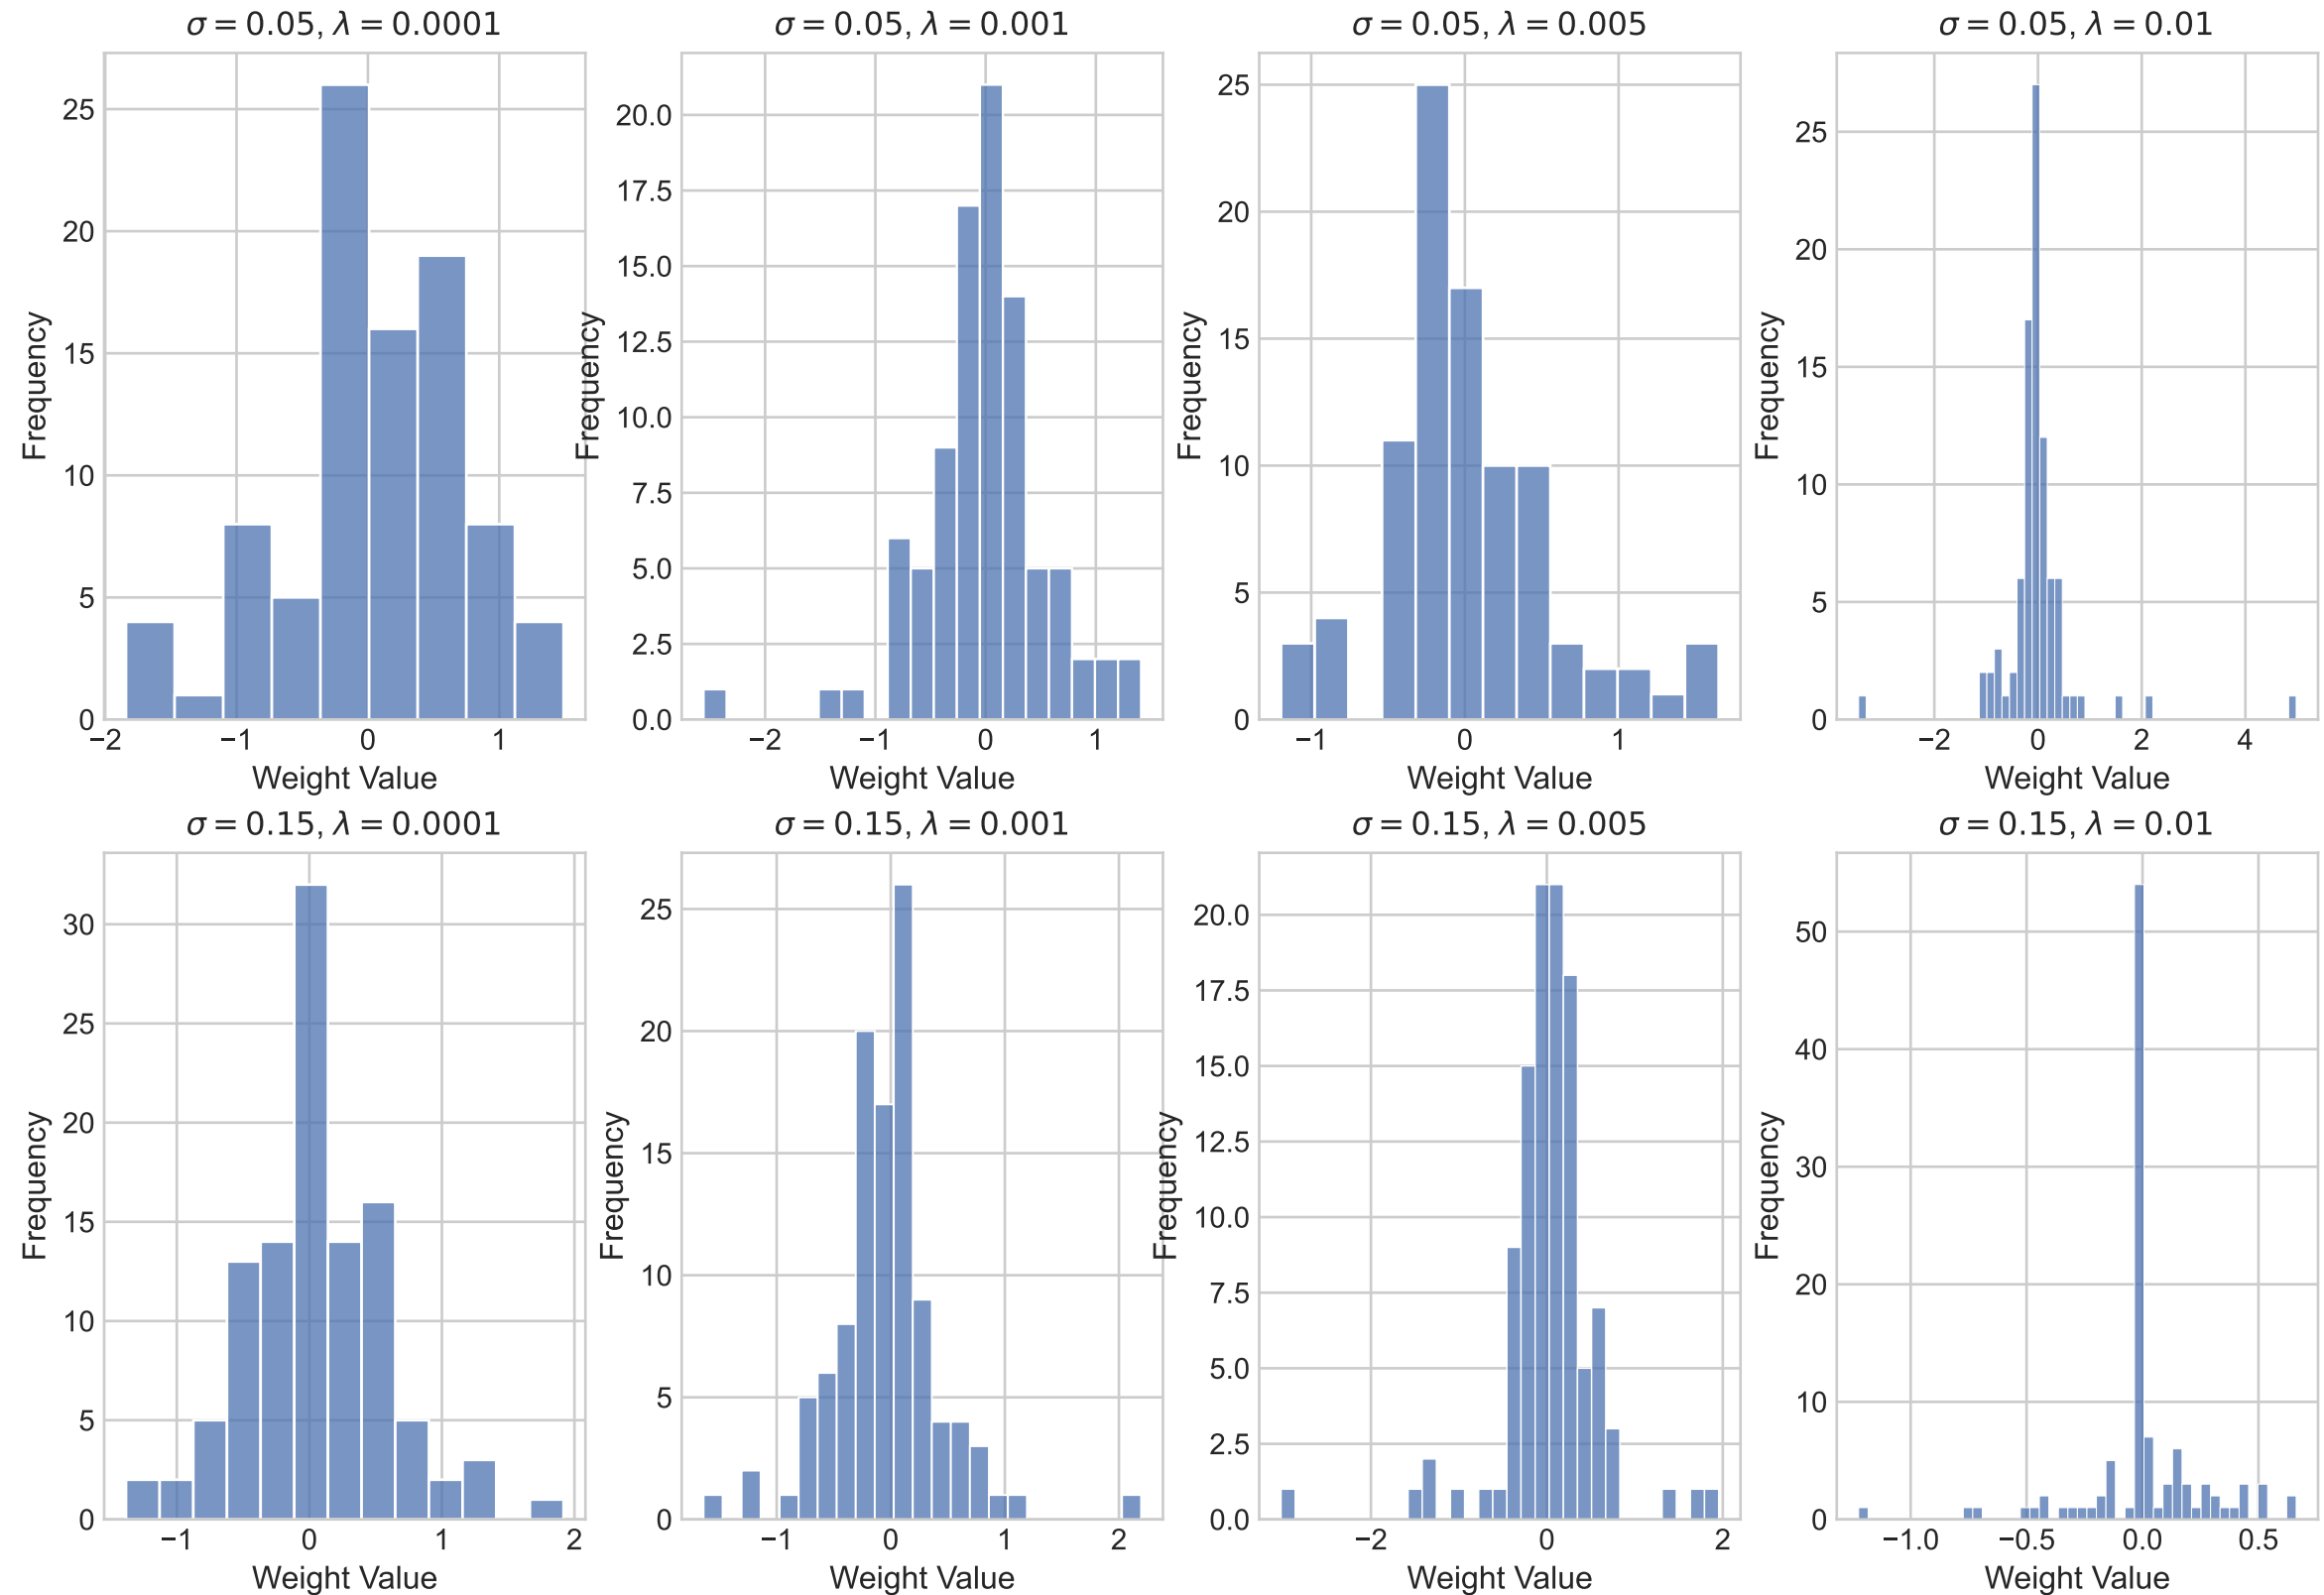 σ = 0.05, λ = 0.0001
Frequency
25
20
15
10
5
0
−2 −1 0 1
Weight Value
σ = 0.05, λ = 0.001
Frequency
20.0
17.5
15.0
12.5
10.0
7.5
5.0
2.5
0.0
−2 −1 0 1
Weight Value
σ = 0.05, λ = 0.005
Frequency
25
20
15
10
5
0
−1 0 1
Weight Value
σ = 0.05, λ = 0.01
Frequency
25
20
15
10
5
0
−2 0 2 4
Weight Value
σ = 0.15, λ = 0.0001
Frequency
30
25
20
15
10
5
0
−1 0 1 2
Weight Value
σ = 0.15, λ = 0.001
Frequency
25
20
15
10
5
0
−1 0 1 2
Weight Value
σ = 0.15, λ = 0.005
Frequency
20.0
17.5
15.0
12.5
10.0
7.5
5.0
2.5
0.0
−2 0 2
Weight Value
σ = 0.15, λ = 0.01
Frequency
50
40
30
20
10
0
−1.0 −0.5 0.0 0.5
Weight Value